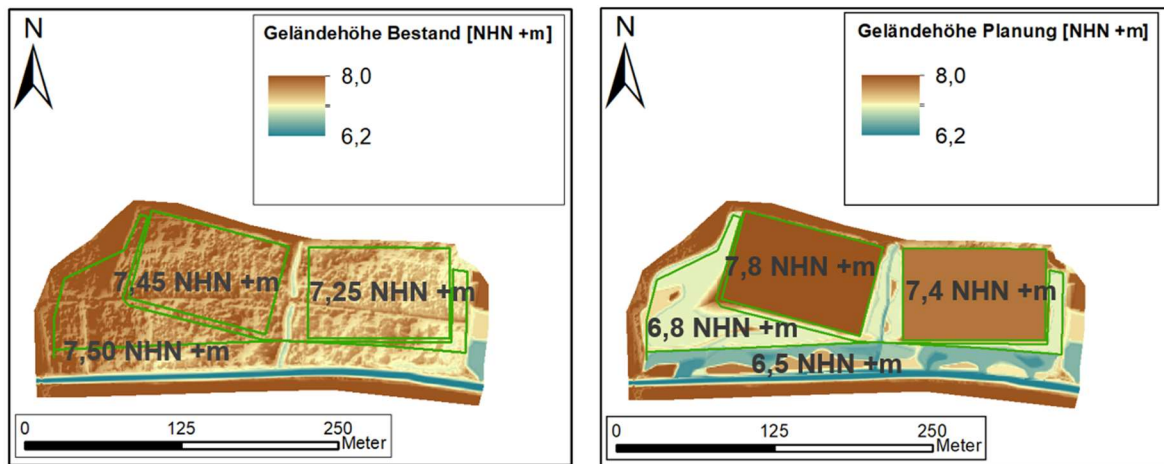 N
Geländehöhe Bestand [NHN +m]
8,0
6,2
7,45 NHN +m
7,25 NHN +m
7,50 NHN +m
0 125 250
Meter
N
Geländehöhe Planung [NHN +m]
8,0
6,2
7,8 NHN +m
7,4 NHN +m
6,8 NHN +m
6,5 NHN +m
0 125 250
Meter